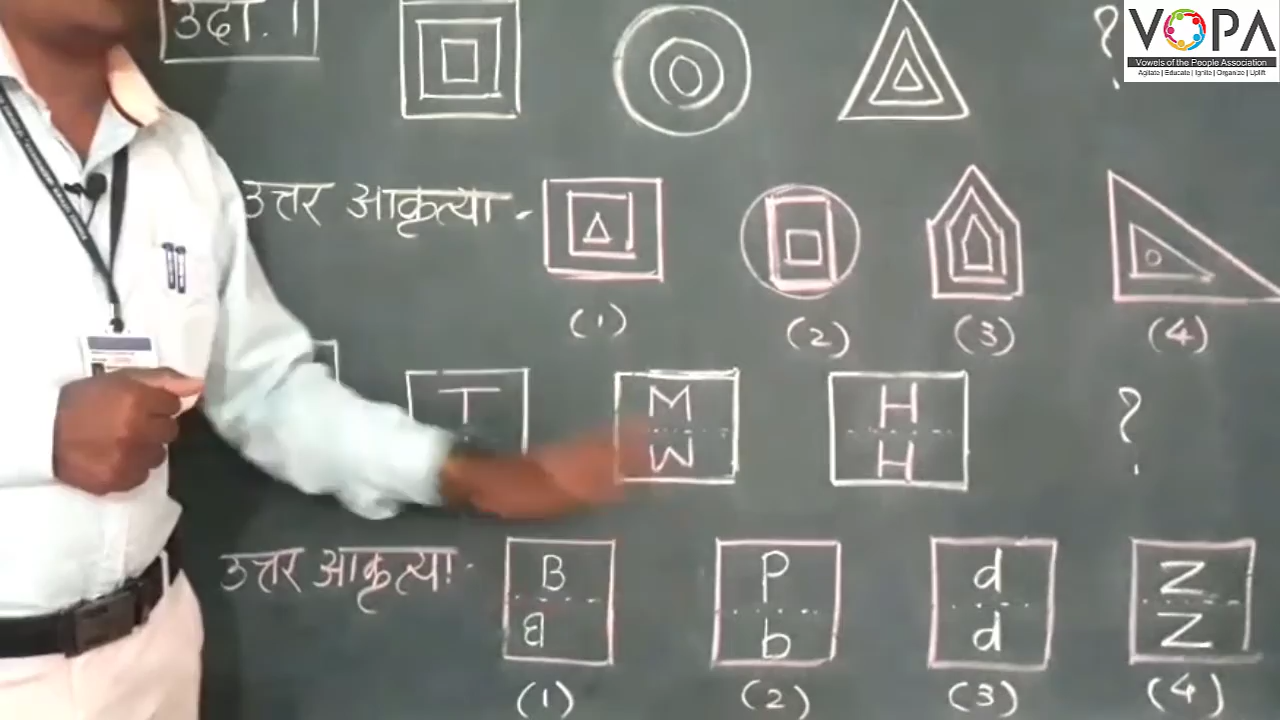 उदा. 1
?
VOPA
Vowels of the People Association
Agitate | Educate | Ignite | Organize | Uplift
उत्तर आकृत्या -
(1) (2) (3) (4)
T
M H ?
W H
उत्तर आकृत्या -
B P d Z
b d Z
(1) (2) (3) (4)